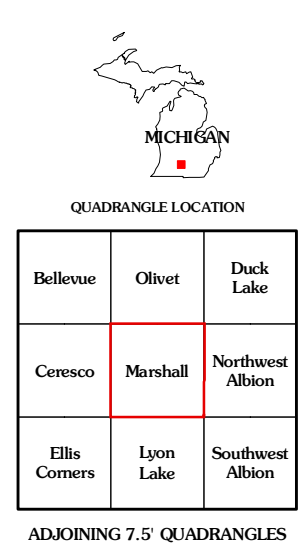 MICHIGAN
QUADRANGLE LOCATION
Bellevue
Olivet
Duck
Lake
Ceresco
Marshall
Northwest
Albion
Ellis
Corners
Lyon
Lake
Southwest
Albion
ADJOINING 7.5' QUADRANGLES